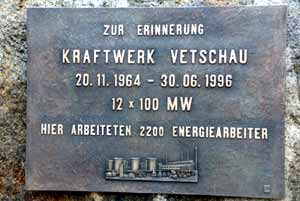 ZUR ERINNERUNG
KRAFTWERK VETSCHAU
20.11.1964 - 30.06.1996
12 x 100 MW
HIER ARBEITETEN 2200 ENERGIEARBEITER